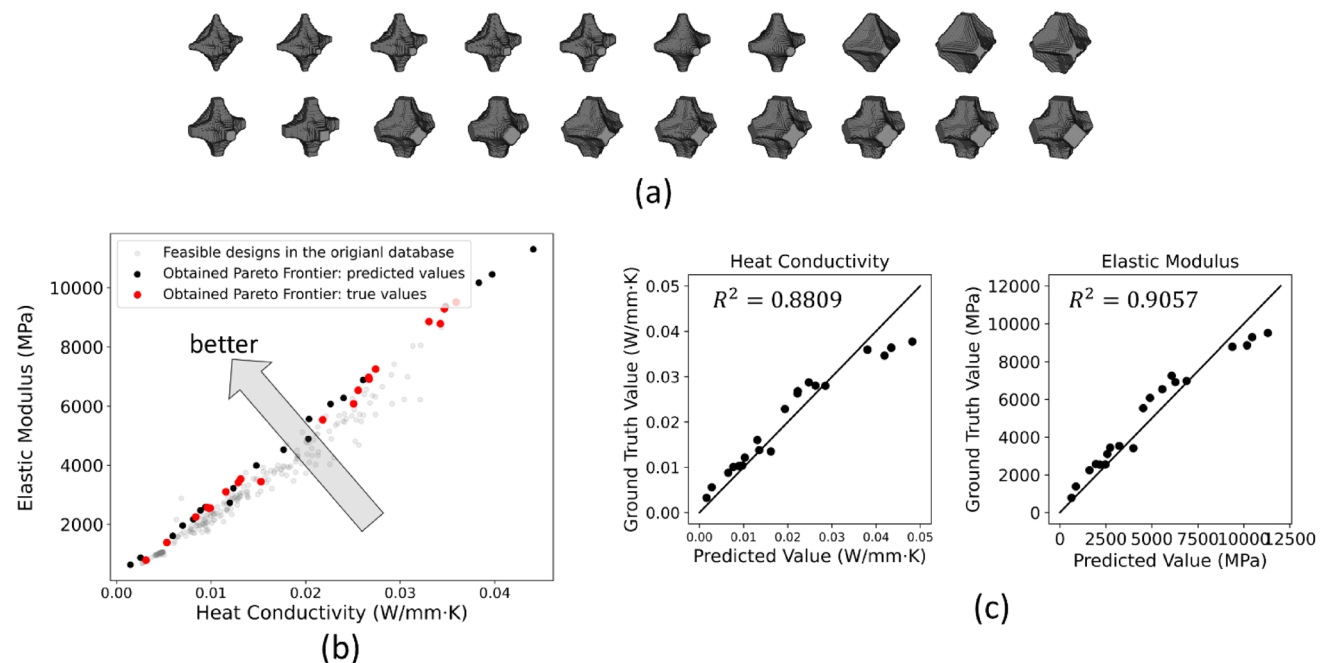 (a)
Feasible designs in the origianl database
Obtained Pareto Frontier: predicted values
Obtained Pareto Frontier: true values
better
Elastic Modulus (MPa)
10000
8000
6000
4000
2000
0.00 0.01 0.02 0.03 0.04
Heat Conductivity (W/mm·K)
(b)
Heat Conductivity
R² = 0.8809
Ground Truth Value (W/mm·K)
0.05
0.04
0.03
0.02
0.01
0.00
0.00 0.01 0.02 0.03 0.04 0.05
Predicted Value (W/mm·K)
Elastic Modulus
R² = 0.9057
Ground Truth Value (MPa)
12000
10000
8000
6000
4000
2000
0
0 2500 5000 7500 10000 12500
Predicted Value (MPa)
(c)